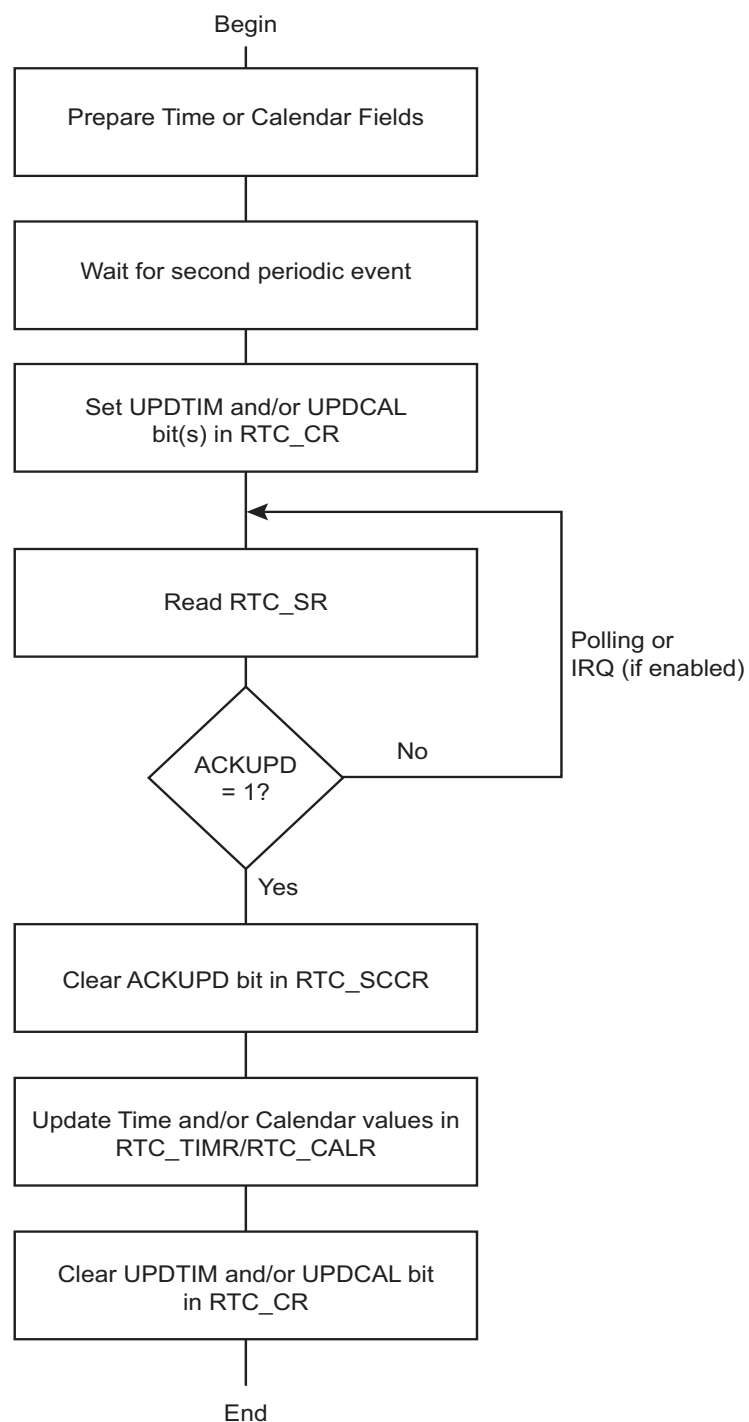 Begin
Prepare Time or Calendar Fields
Wait for second periodic event
Set UPDTIM and/or UPDCAL
bit(s) in RTC_CR
Read RTC_SR
Polling or
IRQ (if enabled)
ACKUPD
= 1?
No
Yes
Clear ACKUPD bit in RTC_SCCR
Update Time and/or Calendar values in
RTC_TIMR/RTC_CALR
Clear UPDTIM and/or UPDCAL bit
in RTC_CR
End